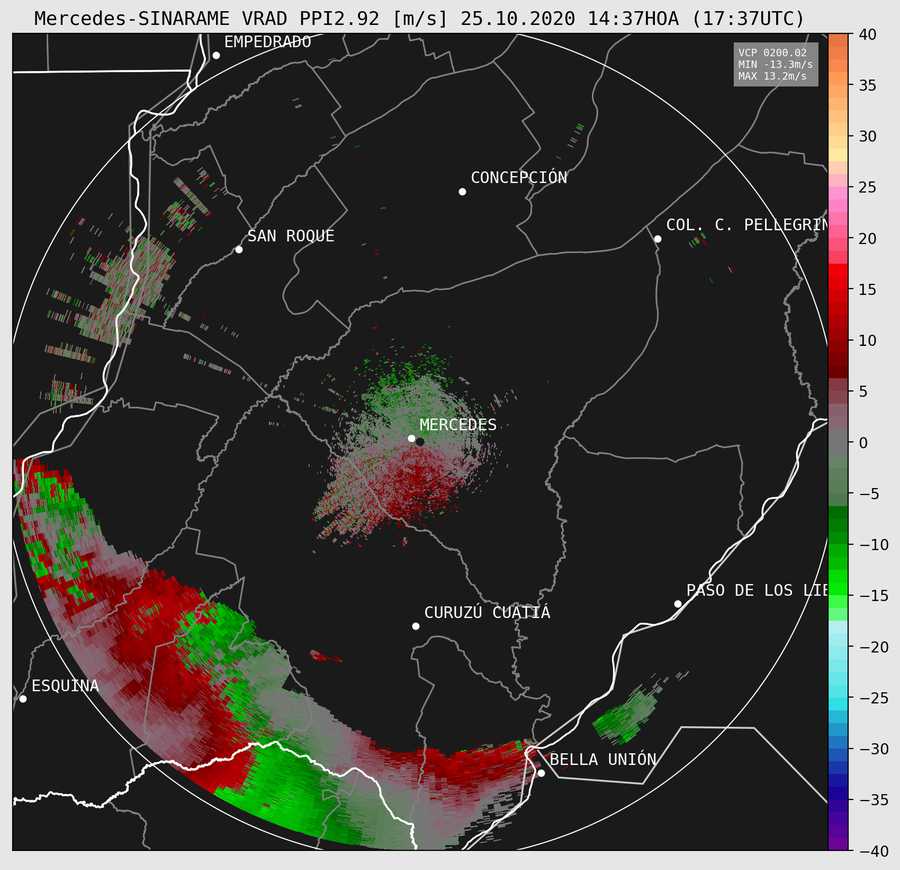 Mercedes-SINARAME VRAD PPI2.92 [m/s] 25.10.2020 14:37HOA (17:37UTC)
EMPEDRADO
VCP 0200.02
MIN -13.3m/s
MAX 13.2m/s
CONCEPCIÓN
COL. C. PELLEGRIN
SAN ROQUE
MERCEDES
PASO DE LOS LIB
CURUZÚ CUATIÁ
ESQUINA
BELLA UNIÓN
40
35
30
25
20
15
10
5
0
−5
−10
−15
−20
−25
−30
−35
−40